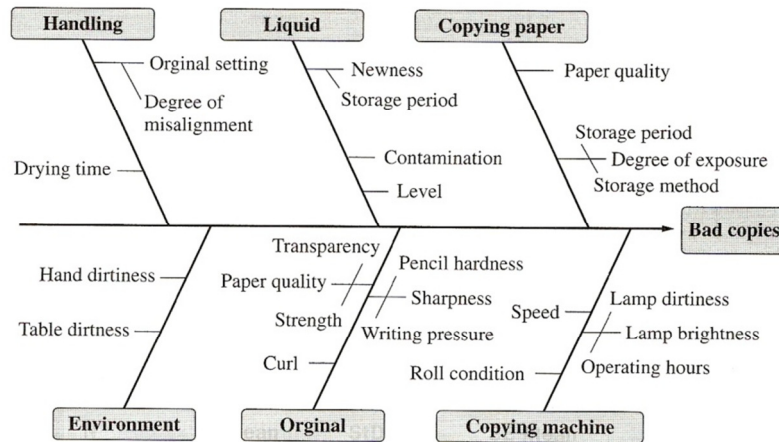 Handling
Liquid
Copying paper
Orginal setting
Degree of
misalignment
Drying time
Newness
Storage period
Contamination
Level
Paper quality
Storage period
Degree of exposure
Storage method
Bad copies
Hand dirtiness
Table dirtness
Transparency
Paper quality
Strength
Curl
Pencil hardness
Sharpness
Writing pressure
Speed
Roll condition
Lamp dirtiness
Lamp brightness
Operating hours
Environment
Orginal
Copying machine